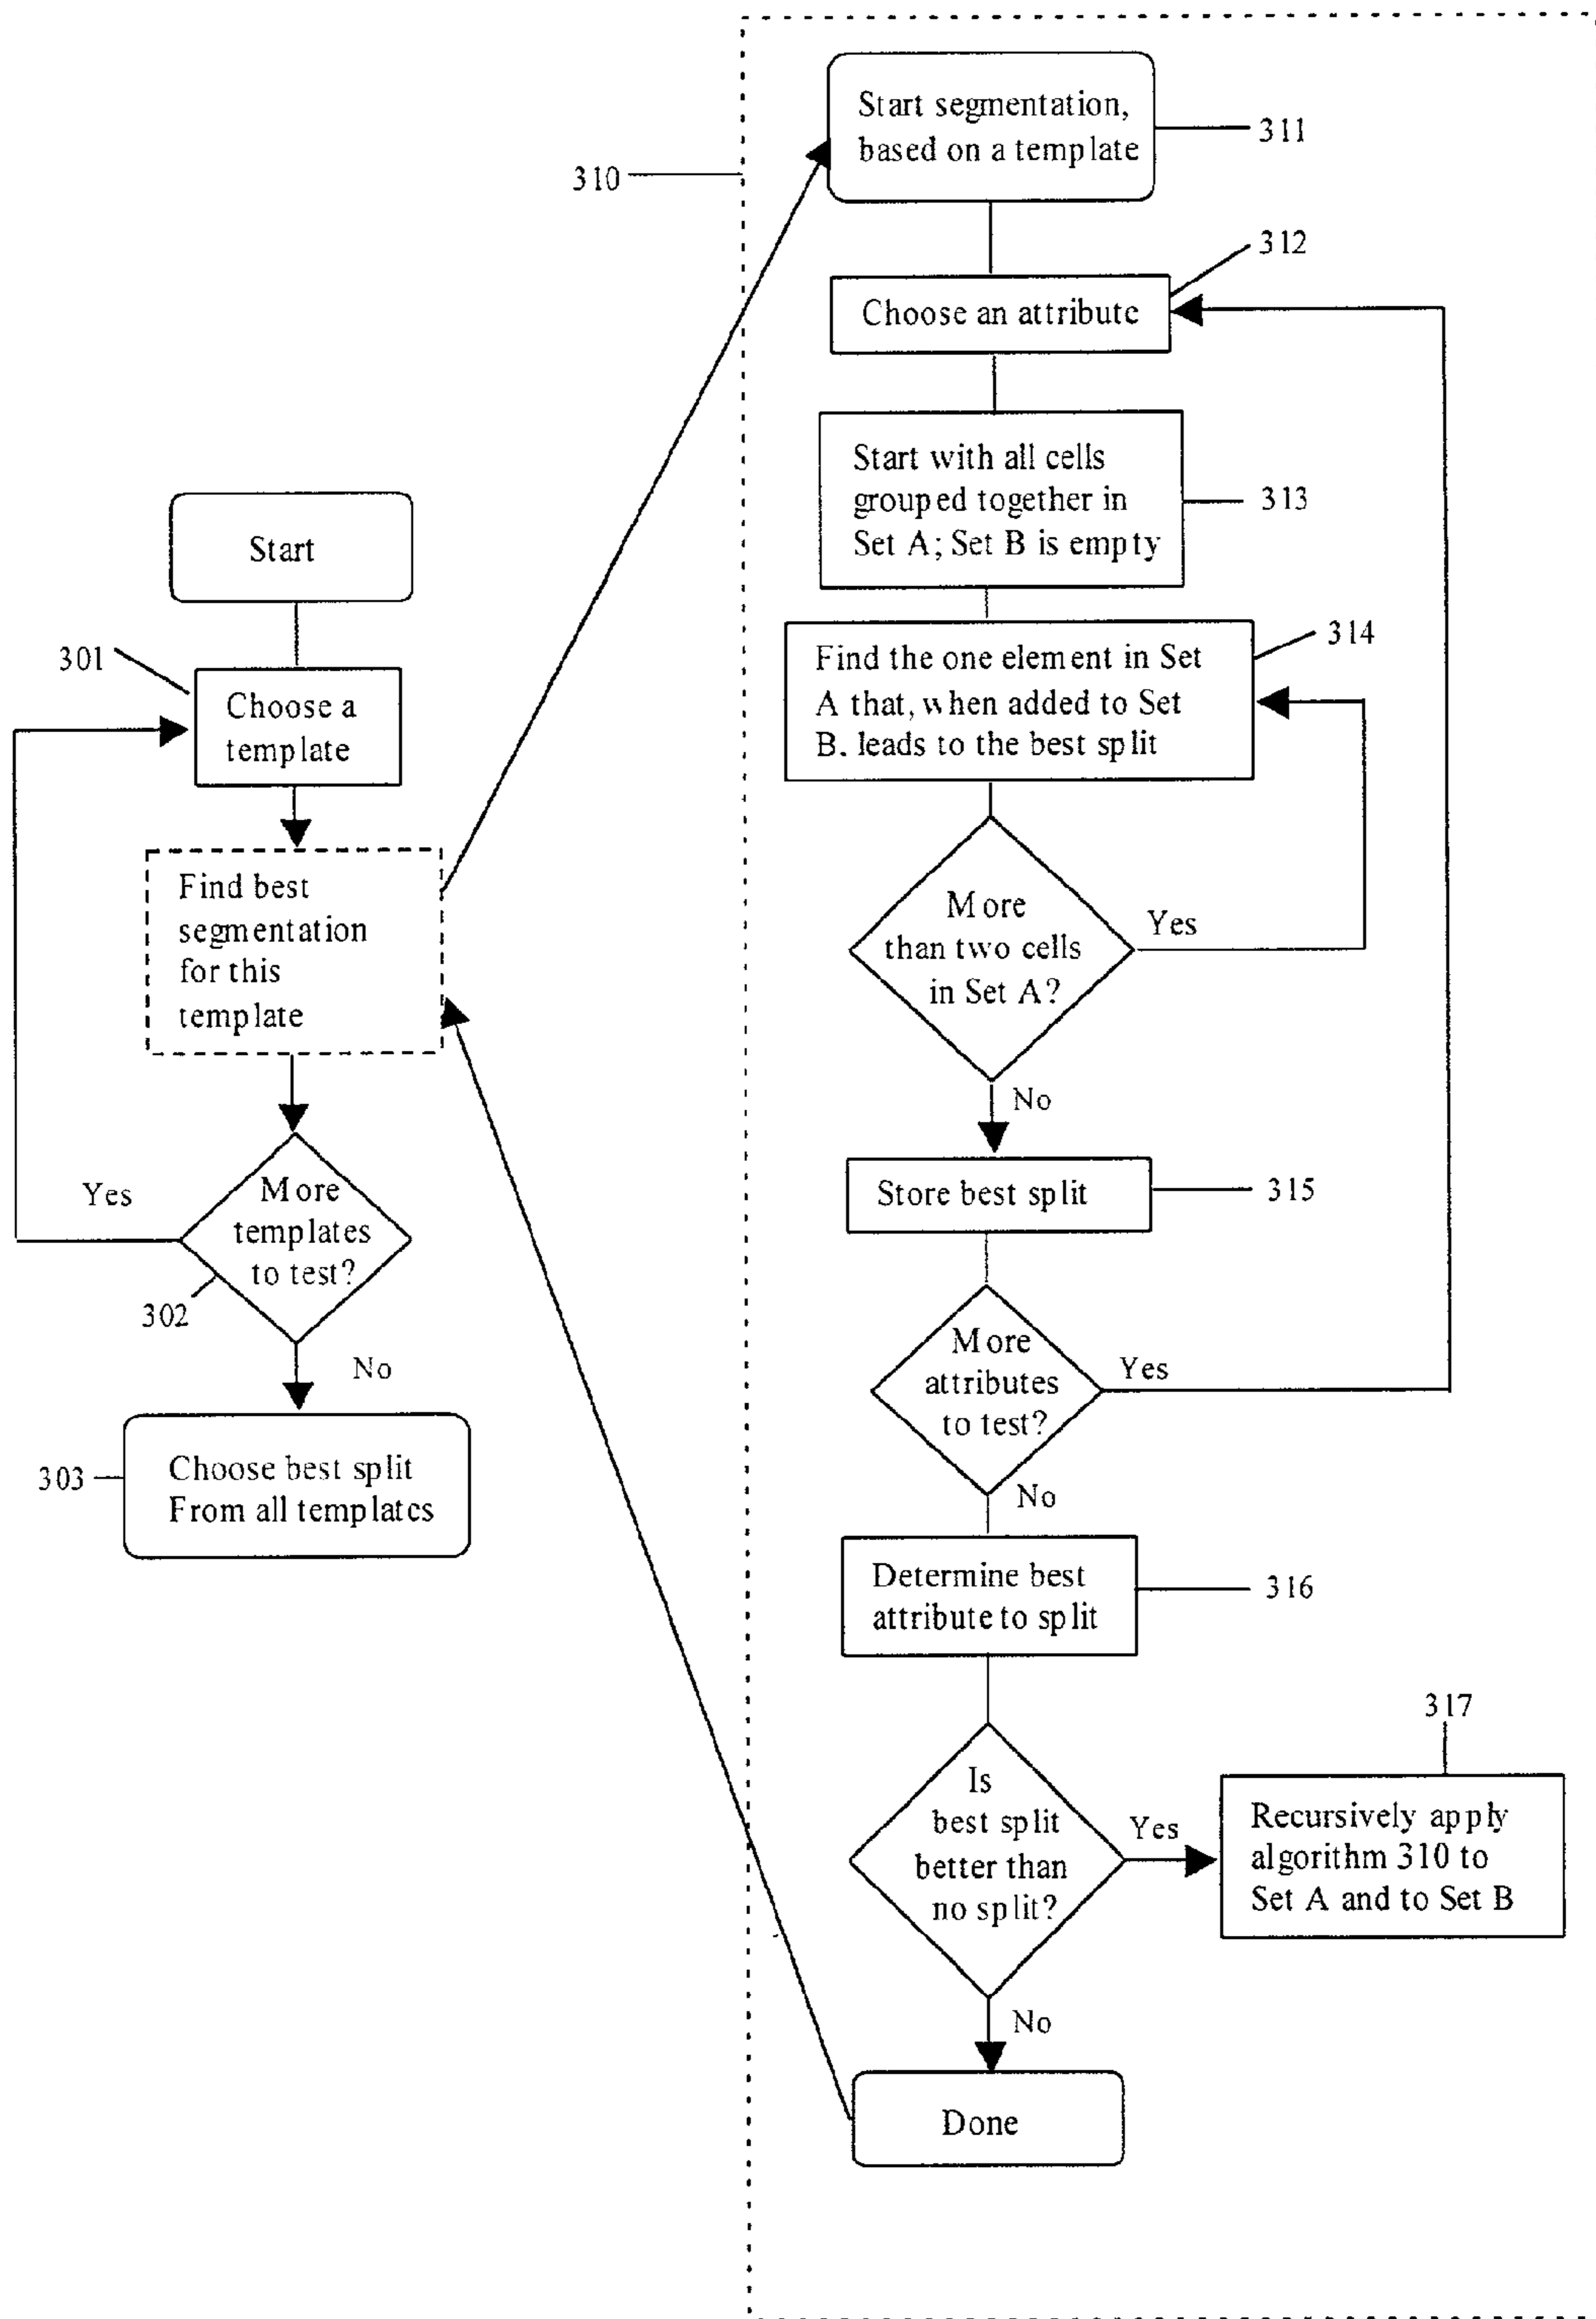 Start
301
Choose a
template
Find best
segmentation
for this
template
Yes
More
templates
to test?
302
No
303
Choose best split
From all templates
310
Start segmentation,
based on a template
311
312
Choose an attribute
Start with all cells
grouped together in
Set A; Set B is empty
313
314
Find the one element in Set
A that, when added to Set
B. leads to the best split
More
than two cells
in Set A?
Yes
No
Store best split
315
More
attributes
to test?
Yes
No
Determine best
attribute to split
316
Is
best split
better than
no split?
Yes
317
Recursively apply
algorithm 310 to
Set A and to Set B
No
Done